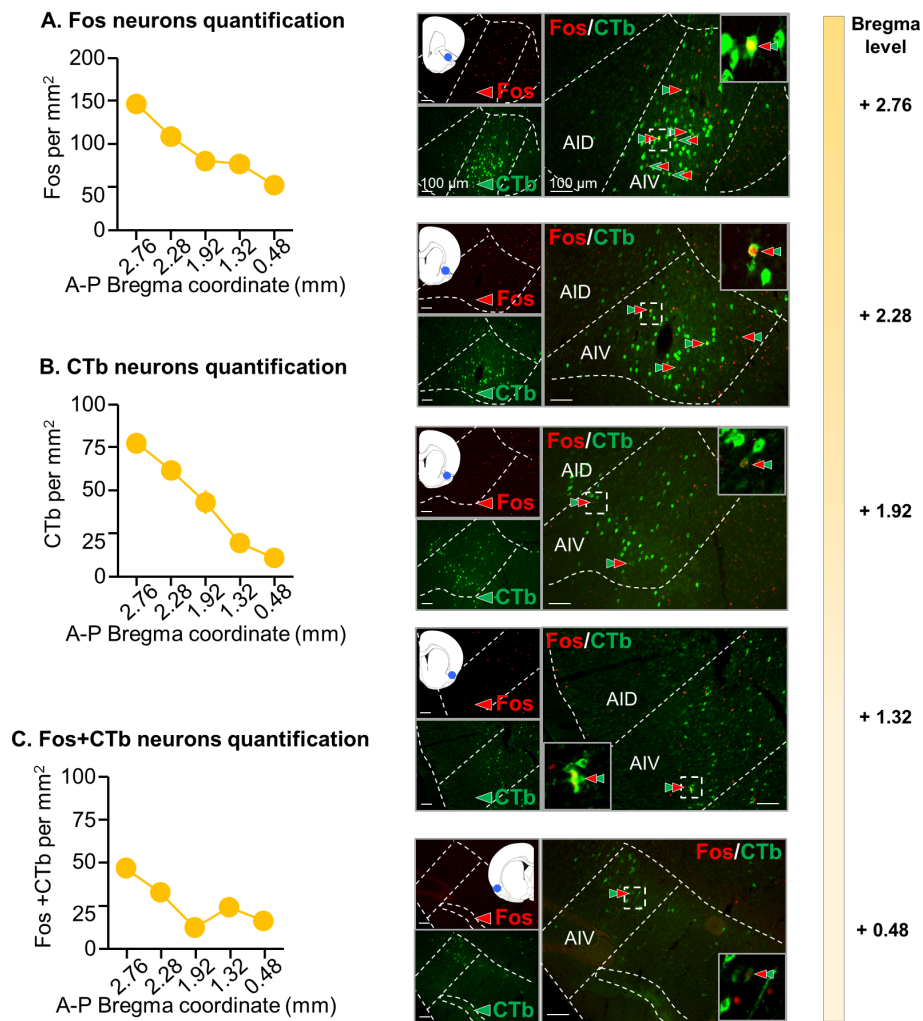 A. Fos neurons quantification
200
150
100
50
0
Fos per mm2
2.76
2.28
1.92
1.32
0.48
A-P Bregma coordinate (mm)
B. CTb neurons quantification
100
75
50
25
0
CTb per mm2
2.76
2.28
1.92
1.32
0.48
A-P Bregma coordinate (mm)
C. Fos+CTb neurons quantification
100
75
50
25
0
Fos +CTb per mm2
2.76
2.28
1.92
1.32
0.48
A-P Bregma coordinate (mm)
Fos
100 µm
CTb
Fos/CTb
AID
AIV
100 µm
Fos
CTb
Fos/CTb
AID
AIV
Fos
CTb
Fos/CTb
AID
AIV
Fos
CTb
Fos/CTb
AID
AIV
Fos
CTb
Fos/CTb
AIV
Bregma
level
+ 2.76
+ 2.28
+ 1.92
+ 1.32
+ 0.48